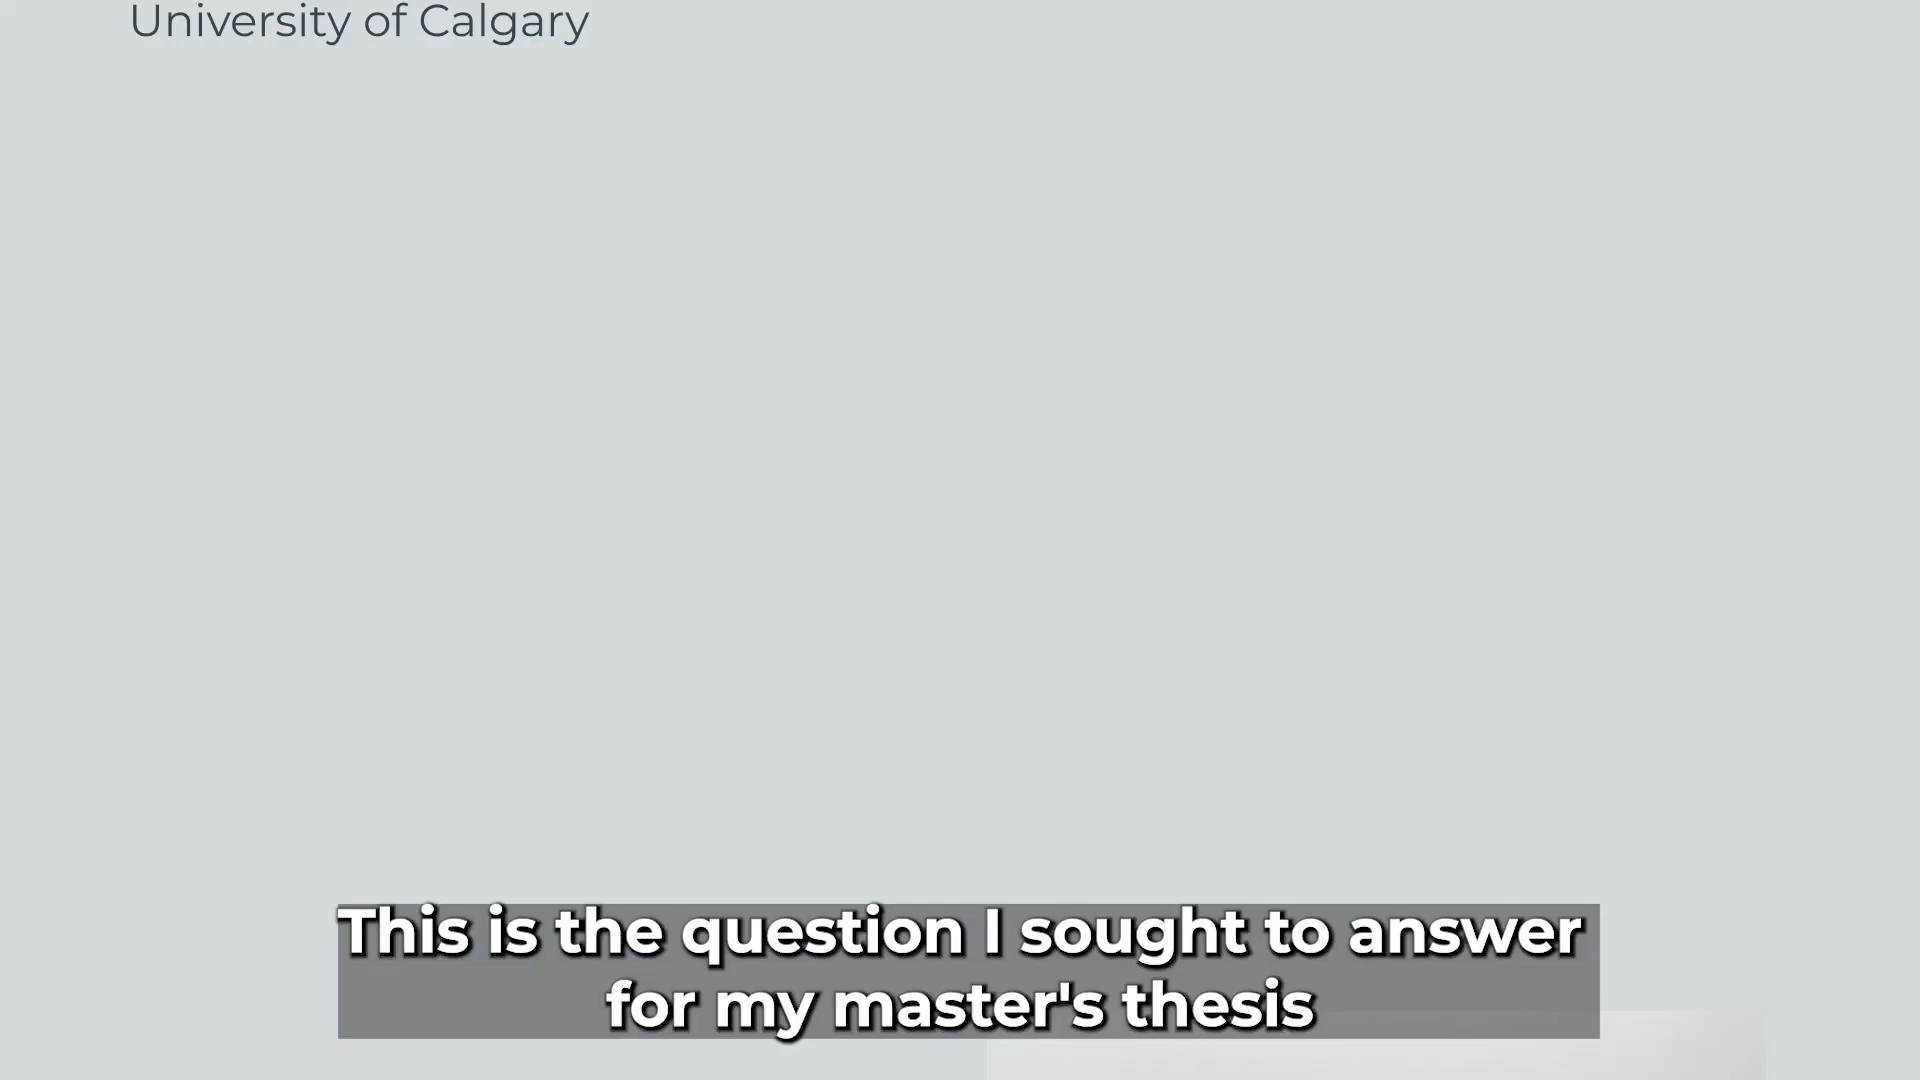 University of Calgary
This is the question I sought to answer
for my master's thesis